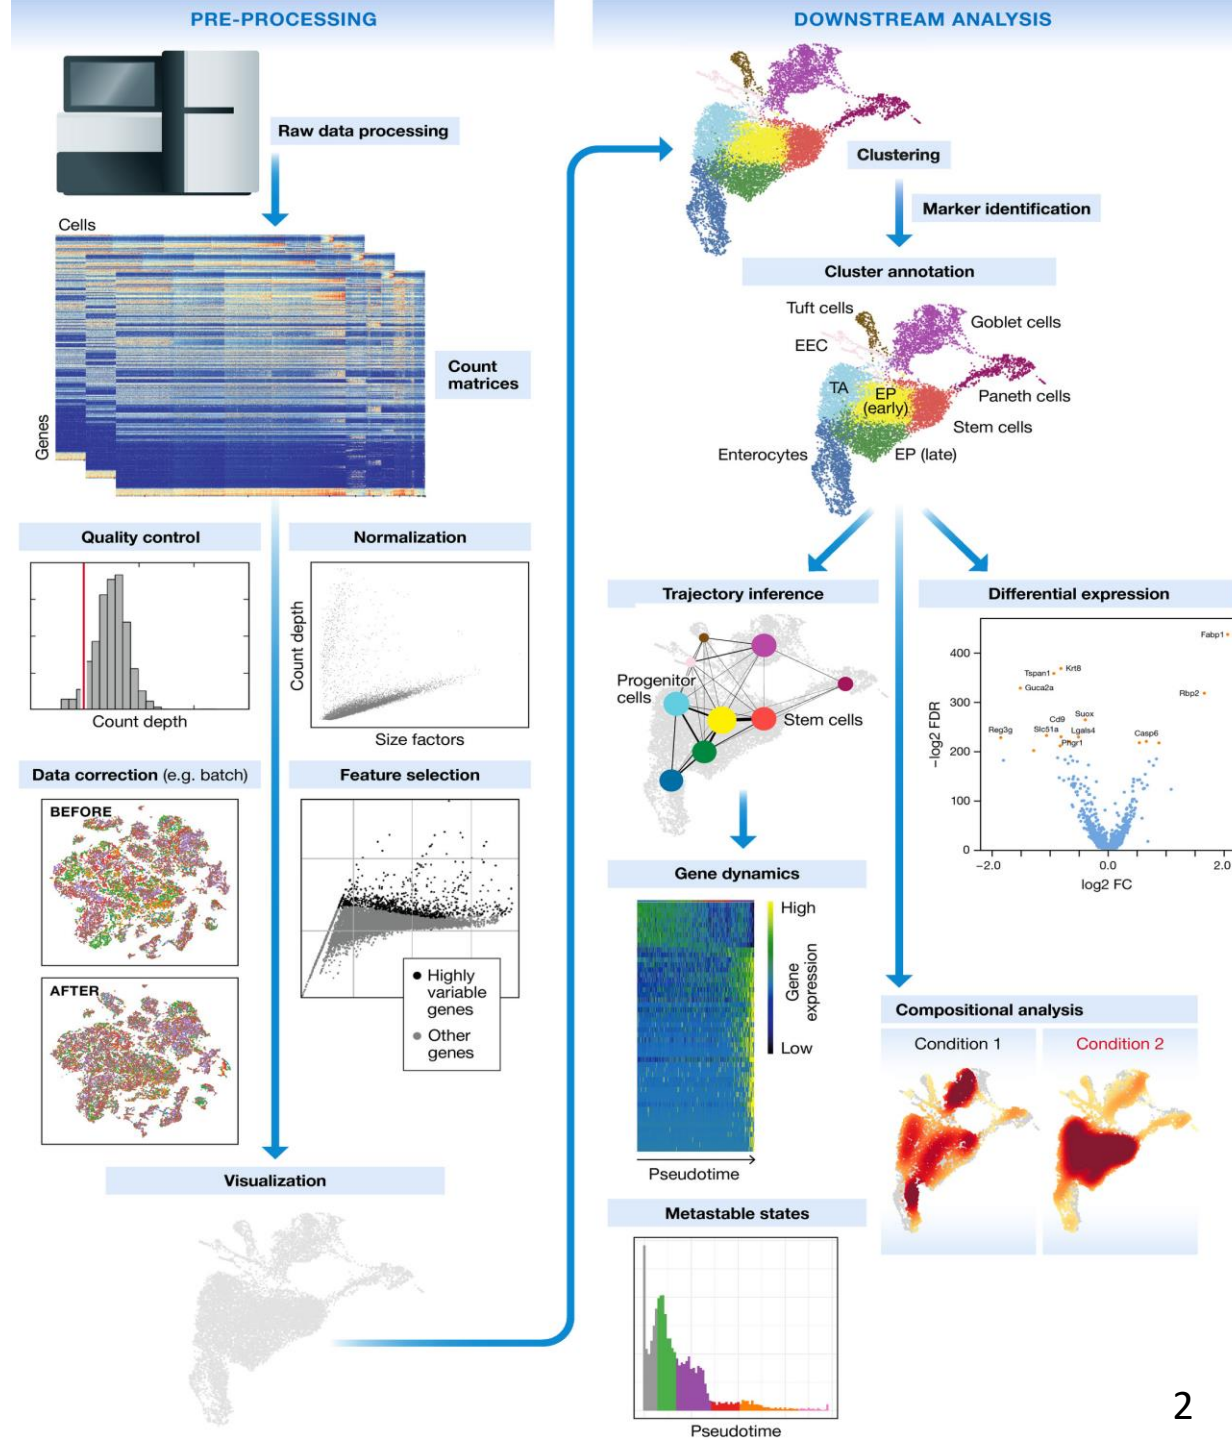 PRE-PROCESSING
Raw data processing
Cells
Genes
Count
matrices
Quality control
Count depth
Normalization
Count depth
Size factors
Data correction (e.g. batch)
BEFORE
AFTER
Feature selection
Highly
variable
genes
Other
genes
Visualization
DOWNSTREAM ANALYSIS
Clustering
Marker identification
Cluster annotation
Tuft cells
Goblet cells
EEC
TA
EP
(early)
Paneth cells
Stem cells
Enterocytes
EP (late)
Trajectory inference
Progenitor
cells
Stem cells
Gene dynamics
High
Gene
expression
Low
Pseudotime
Metastable states
Pseudotime
Differential expression
−log2 FDR
400
300
200
100
0
Fabp1
Krt8
Tspan1
Guca2a
Rbp2
Suox
Cd9
Slc51a
Lgals4
Reg3g
Phgr1
Casp6
−2.0
0.0
2.0
log2 FC
Compositional analysis
Condition 1
Condition 2
2